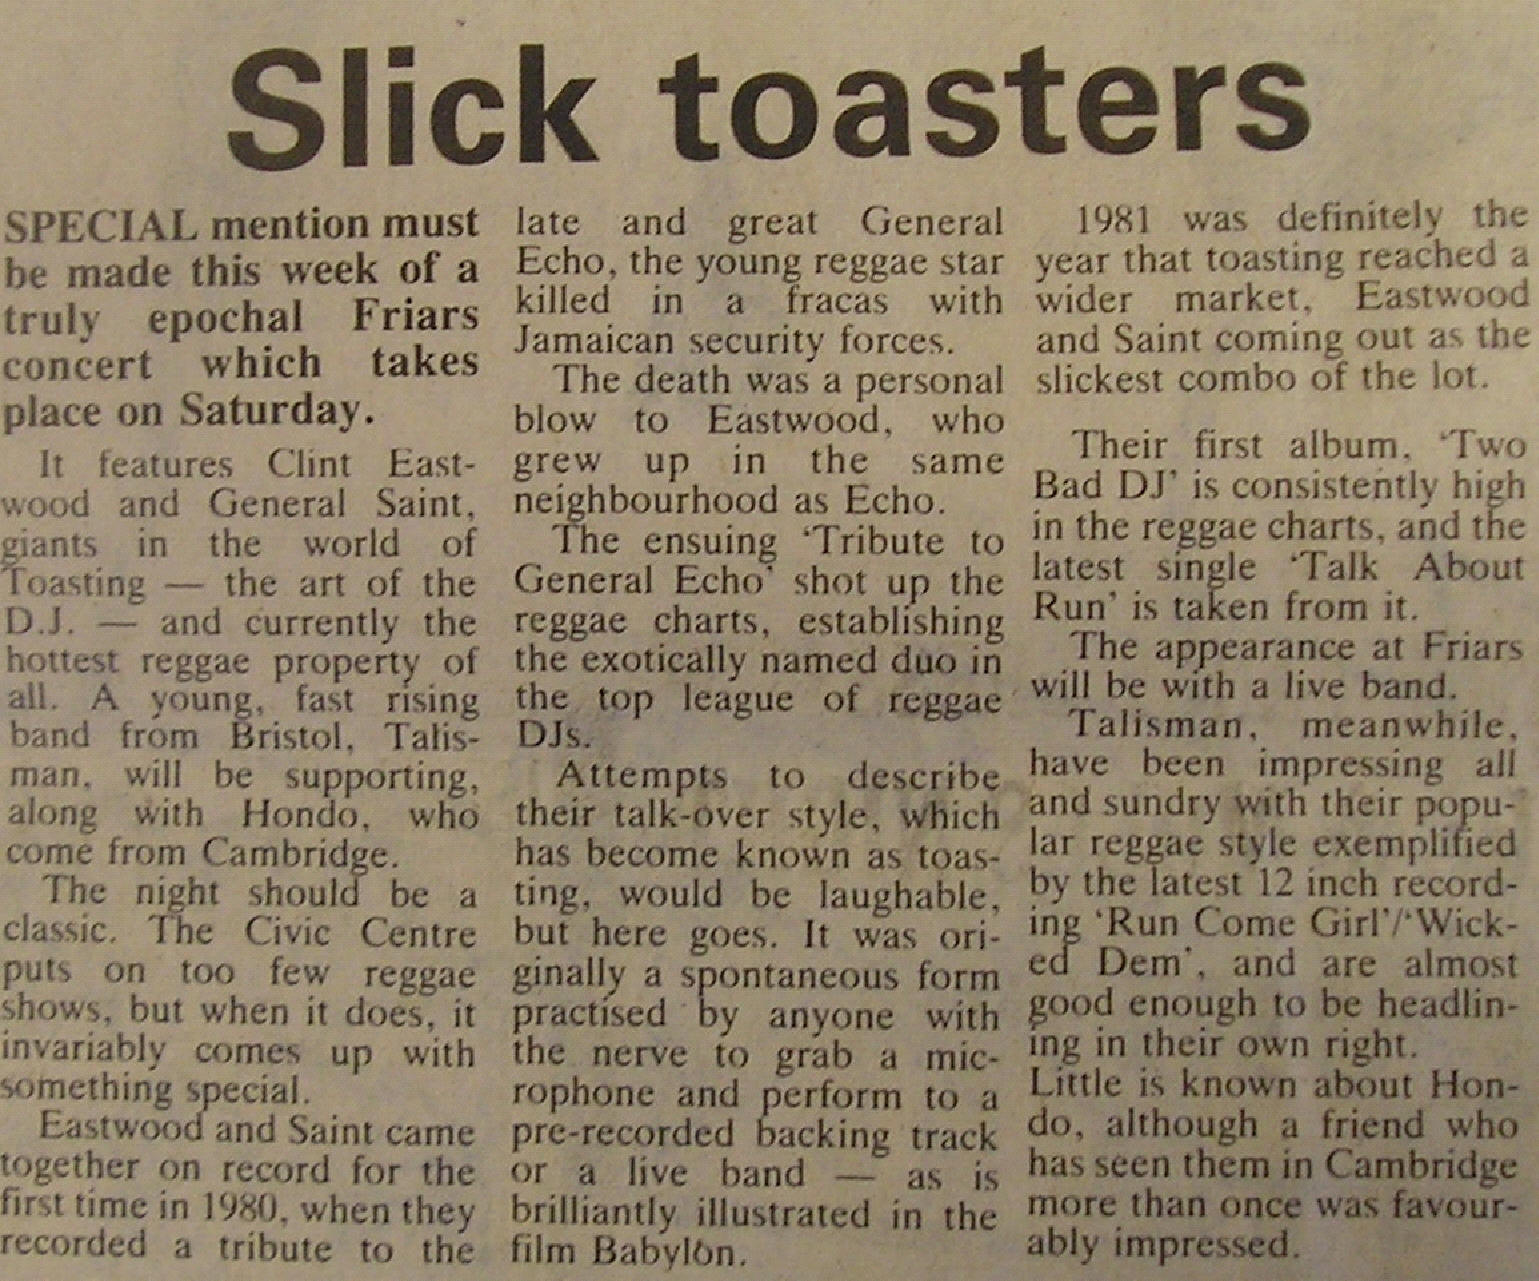 Slick toasters
SPECIAL mention must
be made this week of a
truly epochal Friars
concert which takes
place on Saturday.
It features Clint East-
wood and General Saint,
giants in the world of
Toasting — the art of the
D.J. — and currently the
hottest reggae property of
all. A young, fast rising
band from Bristol, Talis-
man, will be supporting,
along with Hondo, who
come from Cambridge.
The night should be a
classic. The Civic Centre
puts on too few reggae
shows, but when it does, it
invariably comes up with
something special.
Eastwood and Saint came
together on record for the
first time in 1980, when they
recorded a tribute to the
late and great General
Echo, the young reggae star
killed in a fracas with
Jamaican security forces.
The death was a personal
blow to Eastwood, who
grew up in the same
neighbourhood as Echo.
The ensuing ‘Tribute to
General Echo’ shot up the
reggae charts, establishing
the exotically named duo in
the top league of reggae
DJs.
Attempts to describe
their talk-over style, which
has become known as toas-
ting, would be laughable,
but here goes. It was ori-
ginally a spontaneous form
practised by anyone with
the nerve to grab a mic-
rophone and perform to a
pre-recorded backing track
or a live band — as is
brilliantly illustrated in the
film Babylon.
1981 was definitely the
year that toasting reached a
wider market, Eastwood
and Saint coming out as the
slickest combo of the lot.
Their first album, ‘Two
Bad DJ’ is consistently high
in the reggae charts, and the
latest single ‘Talk About
Run’ is taken from it.
The appearance at Friars
will be with a live band.
Talisman, meanwhile,
have been impressing all
and sundry with their popu-
lar reggae style exemplified
by the latest 12 inch record-
ing ‘Run Come Girl’/‘Wick-
ed Dem’, and are almost
good enough to be headlin-
ing in their own right.
Little is known about Hon-
do, although a friend who
has seen them in Cambridge
more than once was favour-
ably impressed.